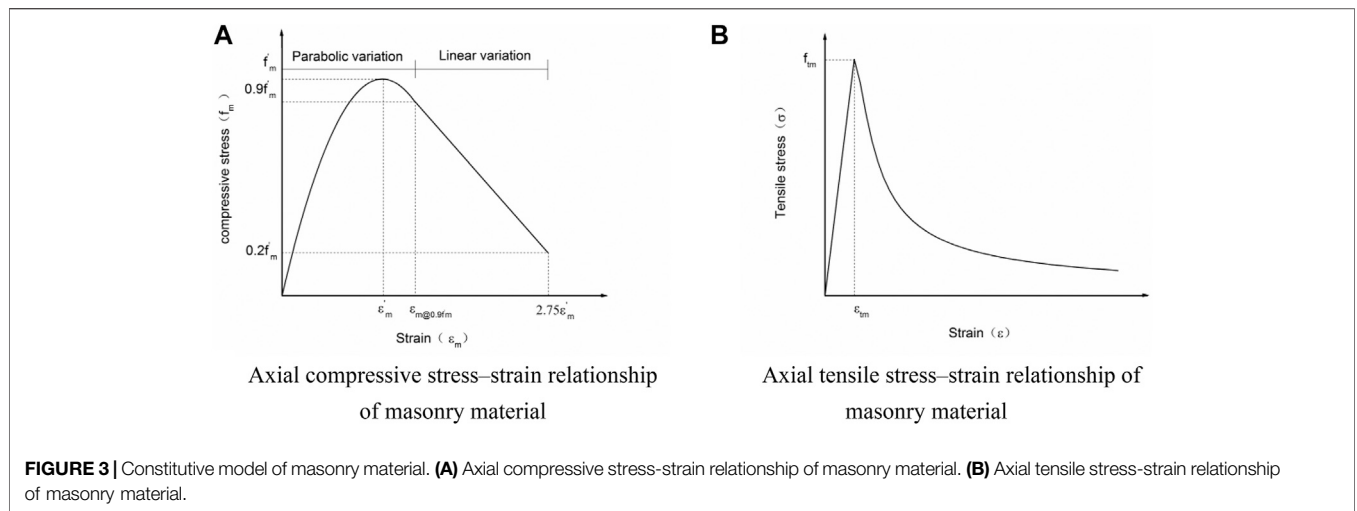 A
Parabolic variation
Linear variation
f'm
0.9f'm
0.2f'm
compressive stress (f'm)
ε'm
εm@0.9f'm
2.75ε'm
Strain ( εm )
Axial compressive stress–strain relationship
of masonry material
B
ftm
Tensile stress (σ)
εtm
Strain (ε)
Axial tensile stress–strain relationship of
masonry material
FIGURE 3 | Constitutive model of masonry material. (A) Axial compressive stress-strain relationship of masonry material. (B) Axial tensile stress-strain relationship
of masonry material.